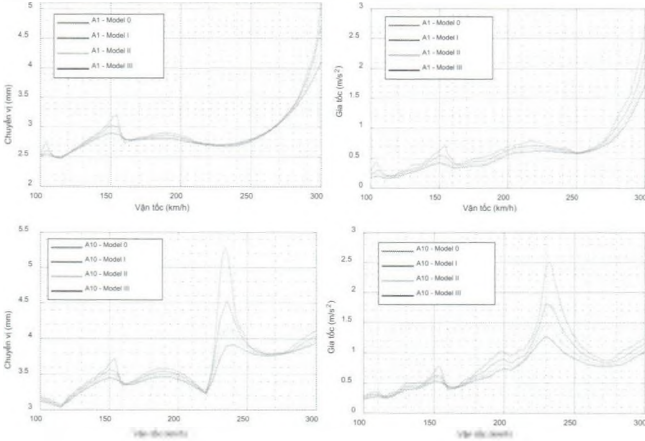 5
4.5
4
3.5
3
2.5
2
Chuyển vị (mm)
A1 - Model 0
A1 - Model I
A1 - Model II
A1 - Model III
100
150
200
250
300
Vận tốc (km/h)
3
2.5
2
1.5
1
0.5
0
Gia tốc (m/s²)
A1 - Model 0
A1 - Model I
A1 - Model II
A1 - Model III
100
150
200
250
300
Vận tốc (km/h)
5.5
5
4.5
4
3.5
3
Chuyển vị (mm)
A10 - Model 0
A10 - Model I
A10 - Model II
A10 - Model III
100
150
200
250
300
3
2.5
2
1.5
1
0.5
0
Gia tốc (m/s²)
A10 - Model 0
A10 - Model I
A10 - Model II
A10 - Model III
100
150
200
250
300